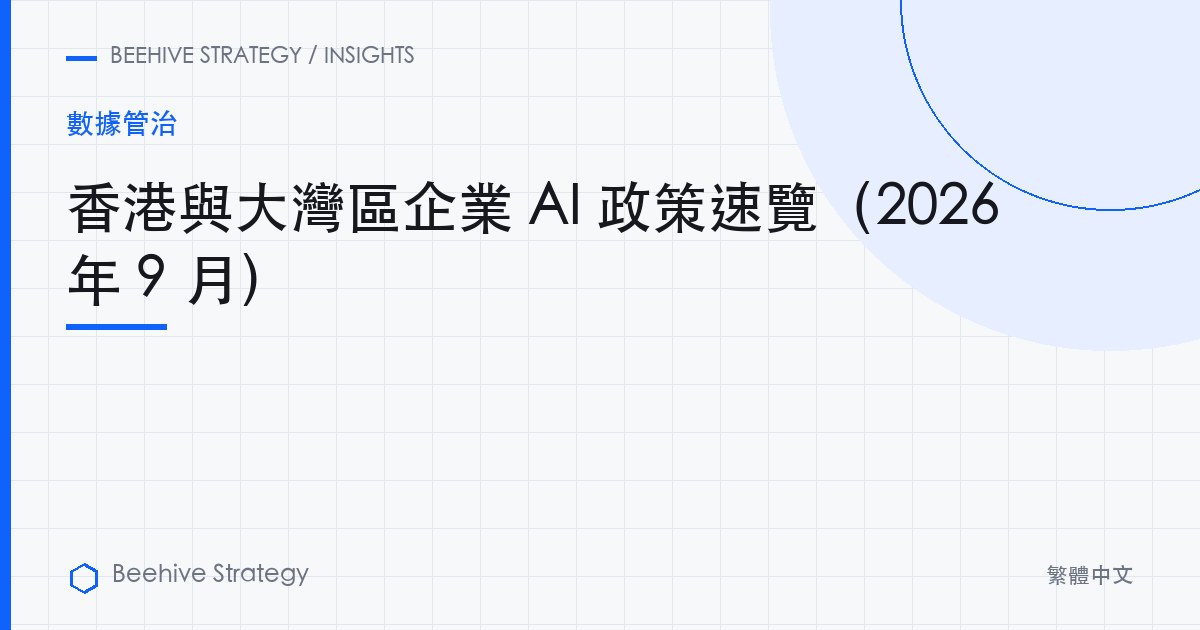 BEEHIVE STRATEGY / INSIGHTS
數據管治
香港與大灣區企業 AI 政策速覽（2026
年 9 月)
Beehive Strategy
繁體中文